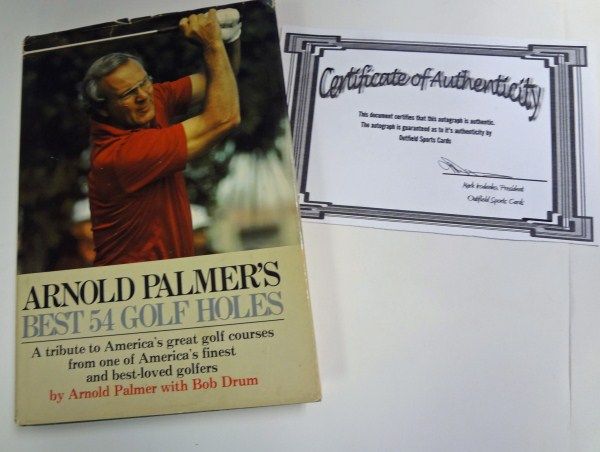 ARNOLD PALMER'S
BEST 54 GOLF HOLES
A tribute to America's great golf courses
from one of America's finest
and best-loved golfers
by Arnold Palmer with Bob Drum
Certificate of Authenticity
This document certifies that this autograph is authentic.
The autograph is guaranteed as to it's authenticity by
Outfield Sports Cards
Mark President
Outfield Sports Cards